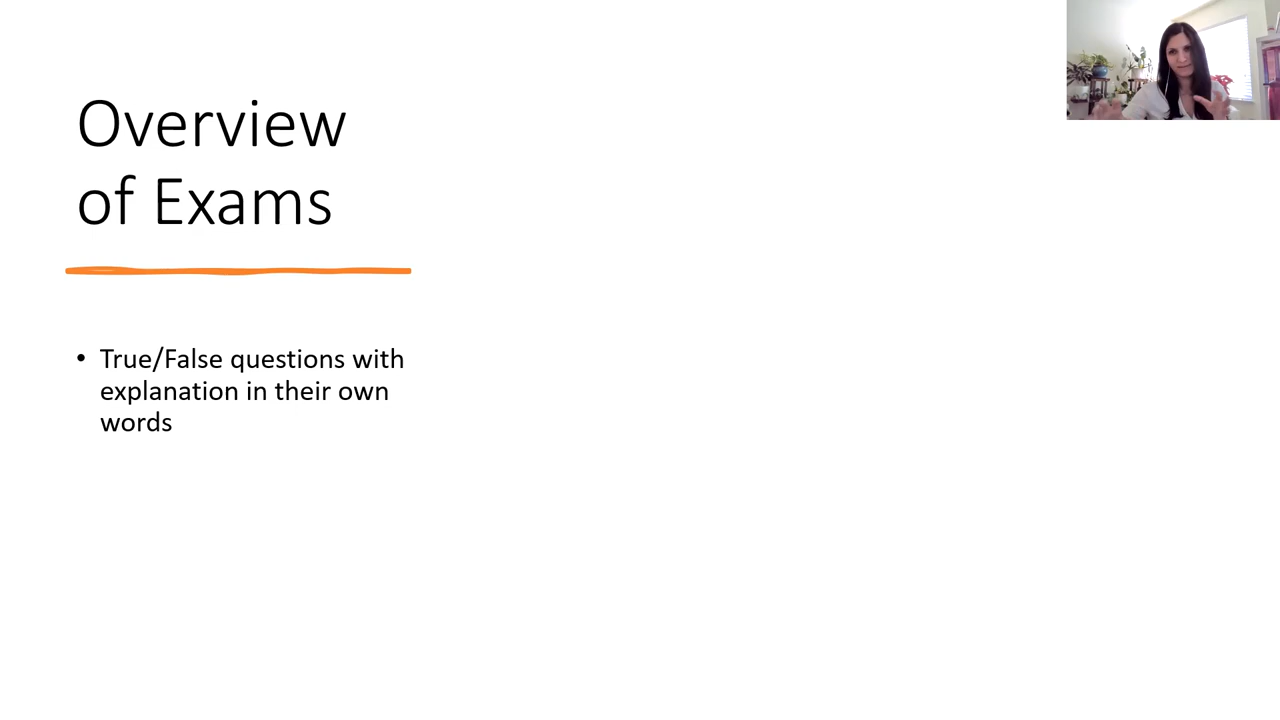 Overview
of Exams
• True/False questions with
explanation in their own
words